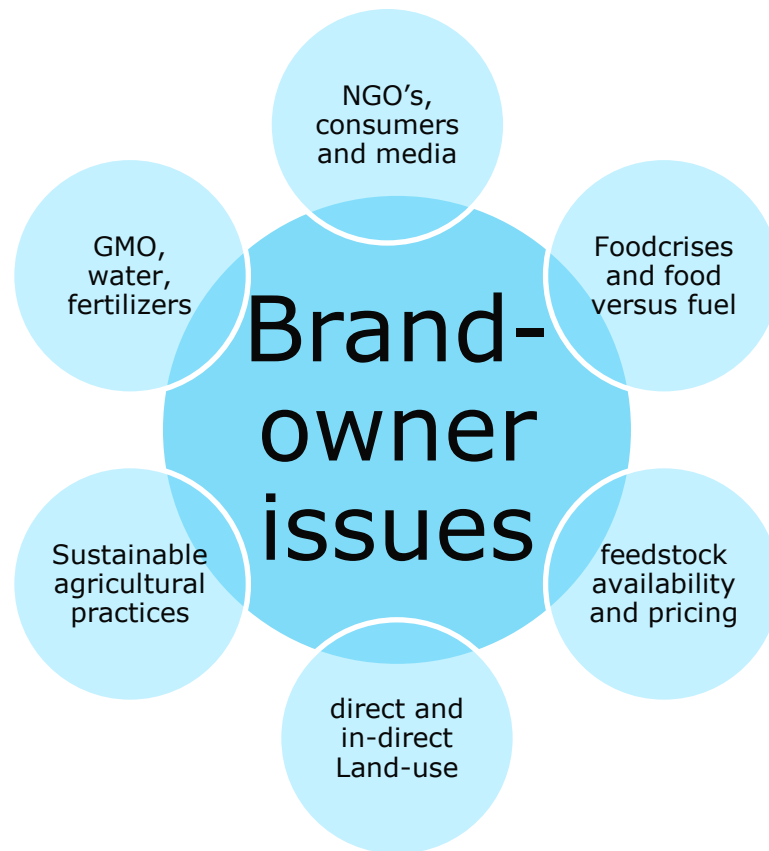 NGO’s,
consumers
and media
GMO,
water,
fertilizers
Foodcrises
and food
versus fuel
Brand-
owner
issues
Sustainable
agricultural
practices
feedstock
availability
and pricing
direct and
in-direct
Land-use